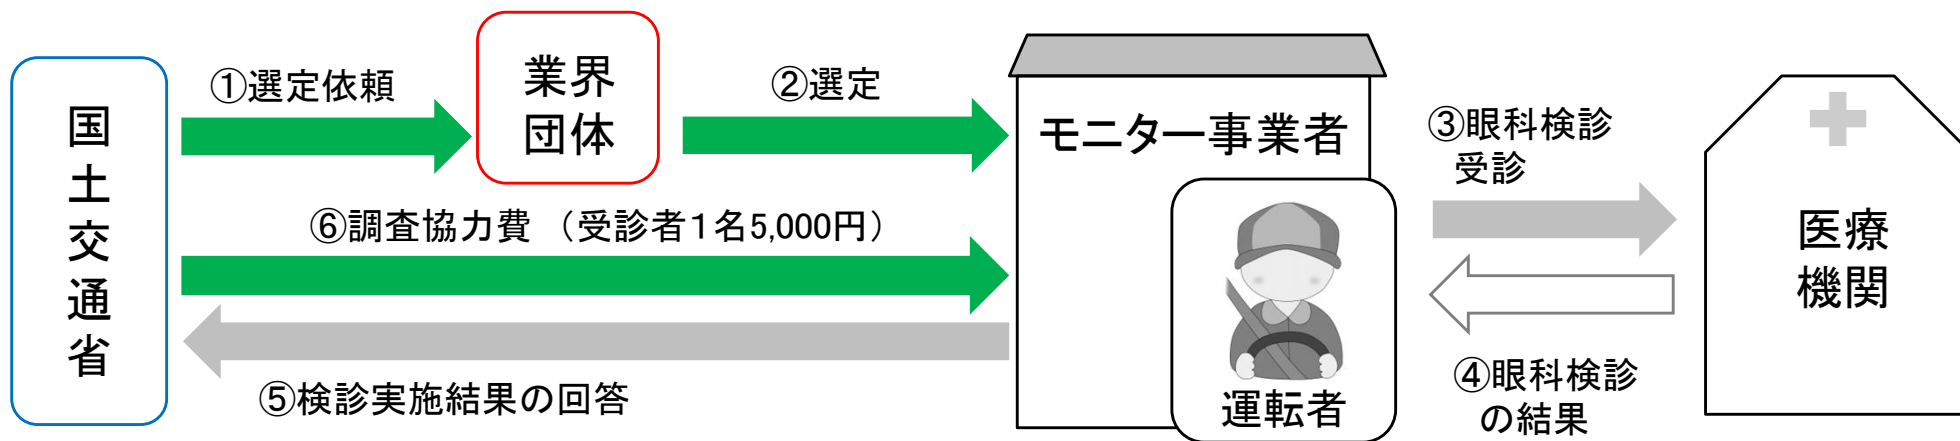 国土交通省
①選定依頼
業界
団体
②選定
モニター事業者
③眼科検診
受診
医療
機関
⑥調査協力費 （受診者１名5,000円）
⑤検診実施結果の回答
運転者
④眼科検診
の結果